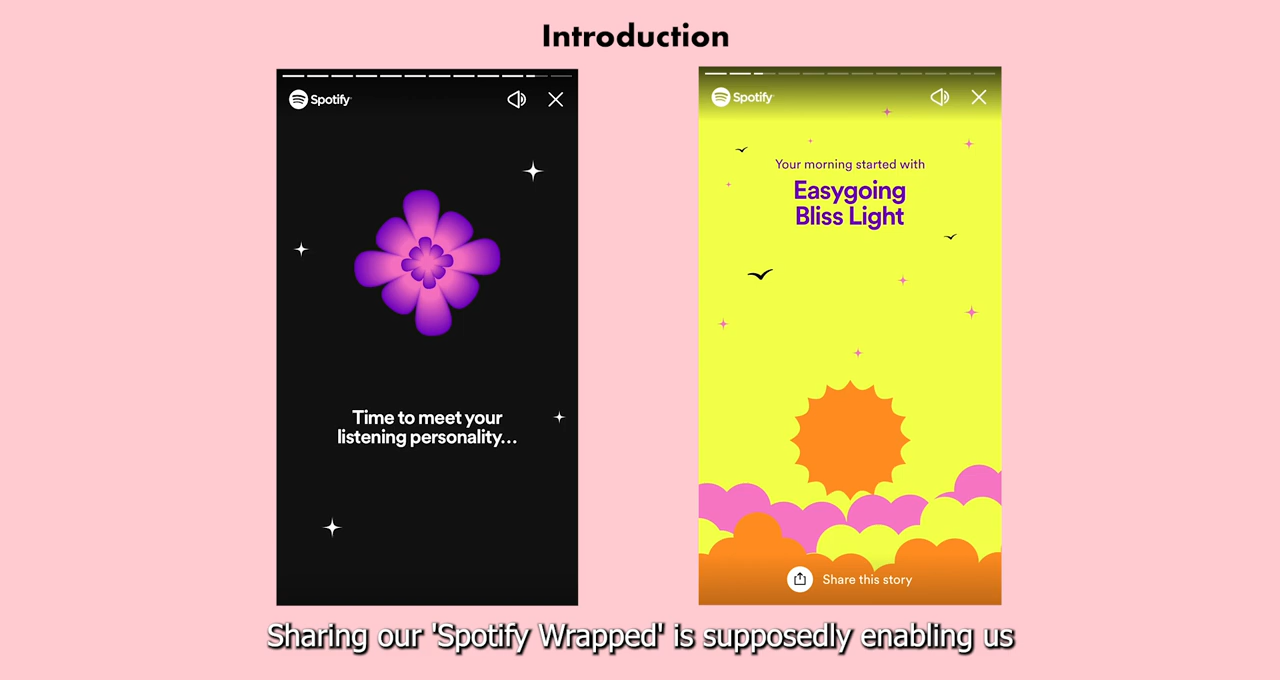 Introduction
Spotify
Time to meet your
listening personality...
Spotify
Your morning started with
Easygoing
Bliss Light
Share this story
Sharing our 'Spotify Wrapped' is supposedly enabling us